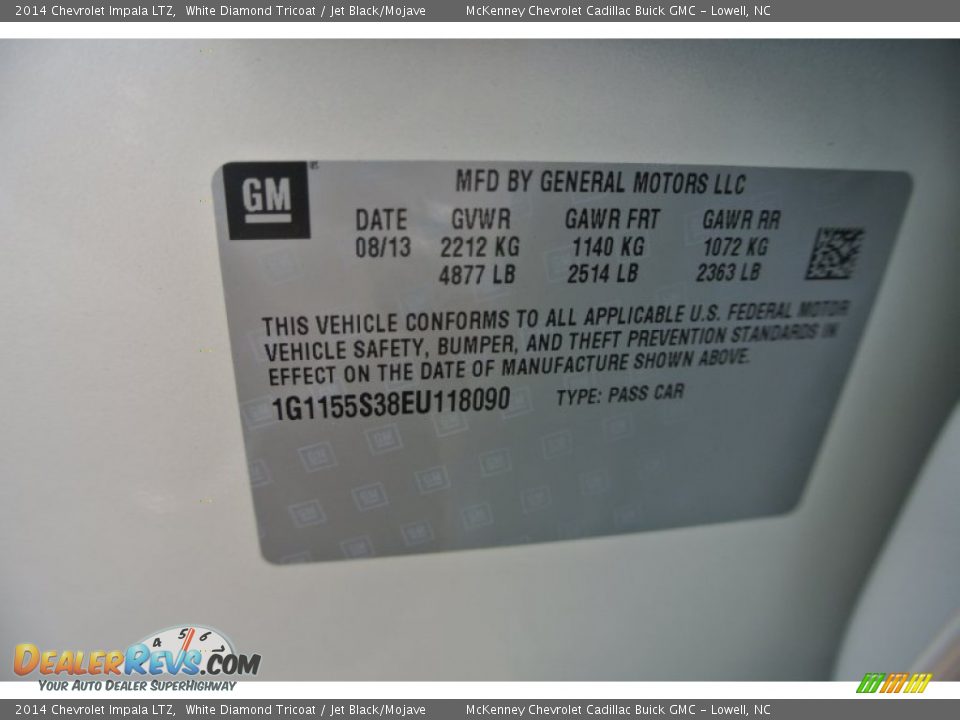 2014 Chevrolet Impala LTZ, White Diamond Tricoat / Jet Black/Mojave McKenney Chevrolet Cadillac Buick GMC - Lowell, NC
GM
MFD BY GENERAL MOTORS LLC
DATE GVWR GAWR FRT GAWR RR
08/13 2212 KG 1140 KG 1072 KG
4877 LB 2514 LB 2363 LB
THIS VEHICLE CONFORMS TO ALL APPLICABLE U.S. FEDERAL MOTOR
VEHICLE SAFETY, BUMPER, AND THEFT PREVENTION STANDARDS IN
EFFECT ON THE DATE OF MANUFACTURE SHOWN ABOVE.
1G1155S38EU118090 TYPE: PASS CAR
4 5 6 7
DEALERREVS.COM
YOUR AUTO DEALER SUPERHIGHWAY
2014 Chevrolet Impala LTZ, White Diamond Tricoat / Jet Black/Mojave McKenney Chevrolet Cadillac Buick GMC - Lowell, NC